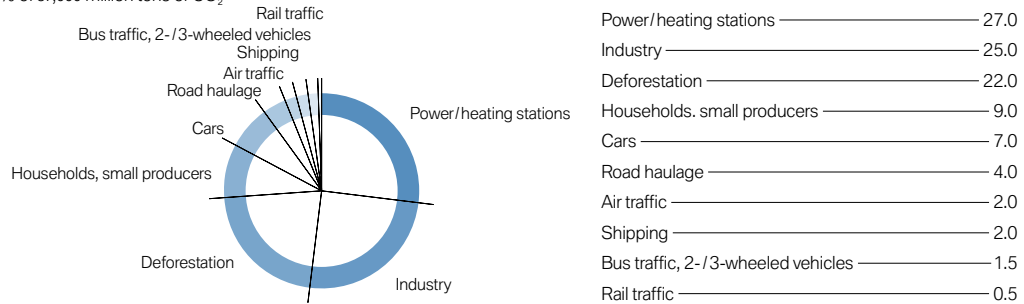 Rail traffic
Bus traffic, 2-/3-wheeled vehicles
Shipping
Air traffic
Road haulage
Cars
Households, small producers
Deforestation
Industry
Power/heating stations
Power/heating stations 27.0
Industry 25.0
Deforestation 22.0
Households. small producers 9.0
Cars 7.0
Road haulage 4.0
Air traffic 2.0
Shipping 2.0
Bus traffic, 2-/3-wheeled vehicles 1.5
Rail traffic 0.5